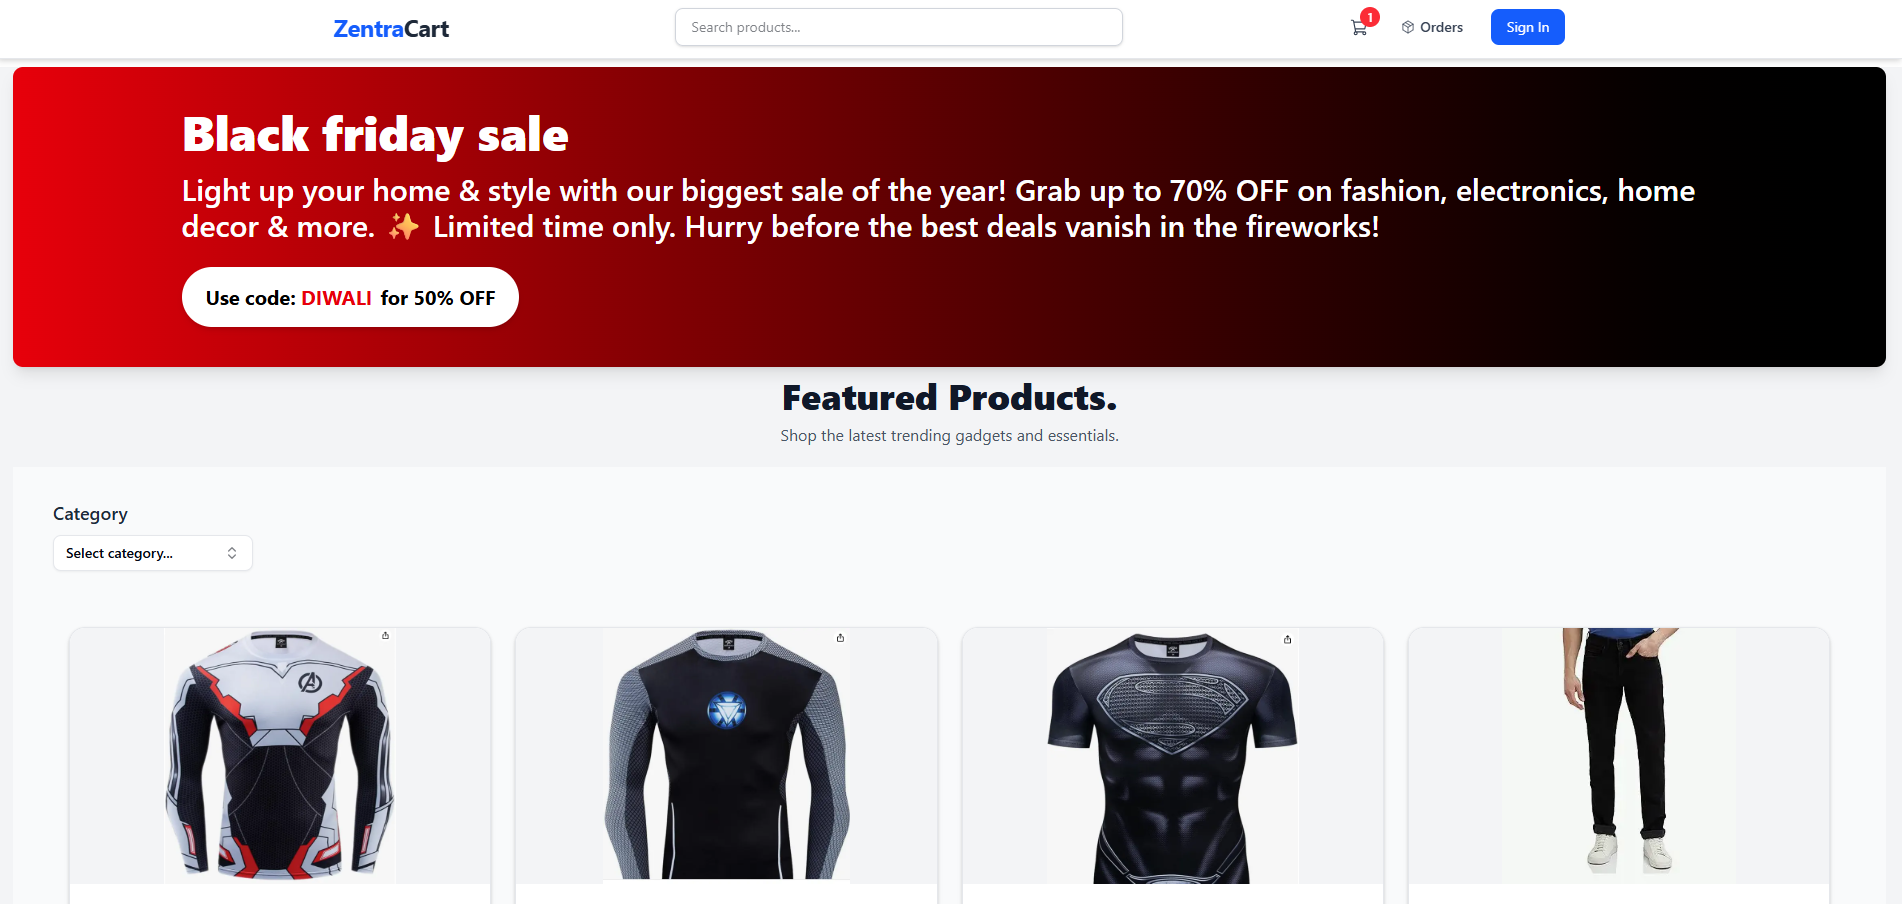 ZentraCart
Search products...
1
Orders
Sign In
Black friday sale
Light up your home & style with our biggest sale of the year! Grab up to 70% OFF on fashion, electronics, home
decor & more. ✨ Limited time only. Hurry before the best deals vanish in the fireworks!
Use code: DIWALI for 50% OFF
Featured Products.
Shop the latest trending gadgets and essentials.
Category
Select category...